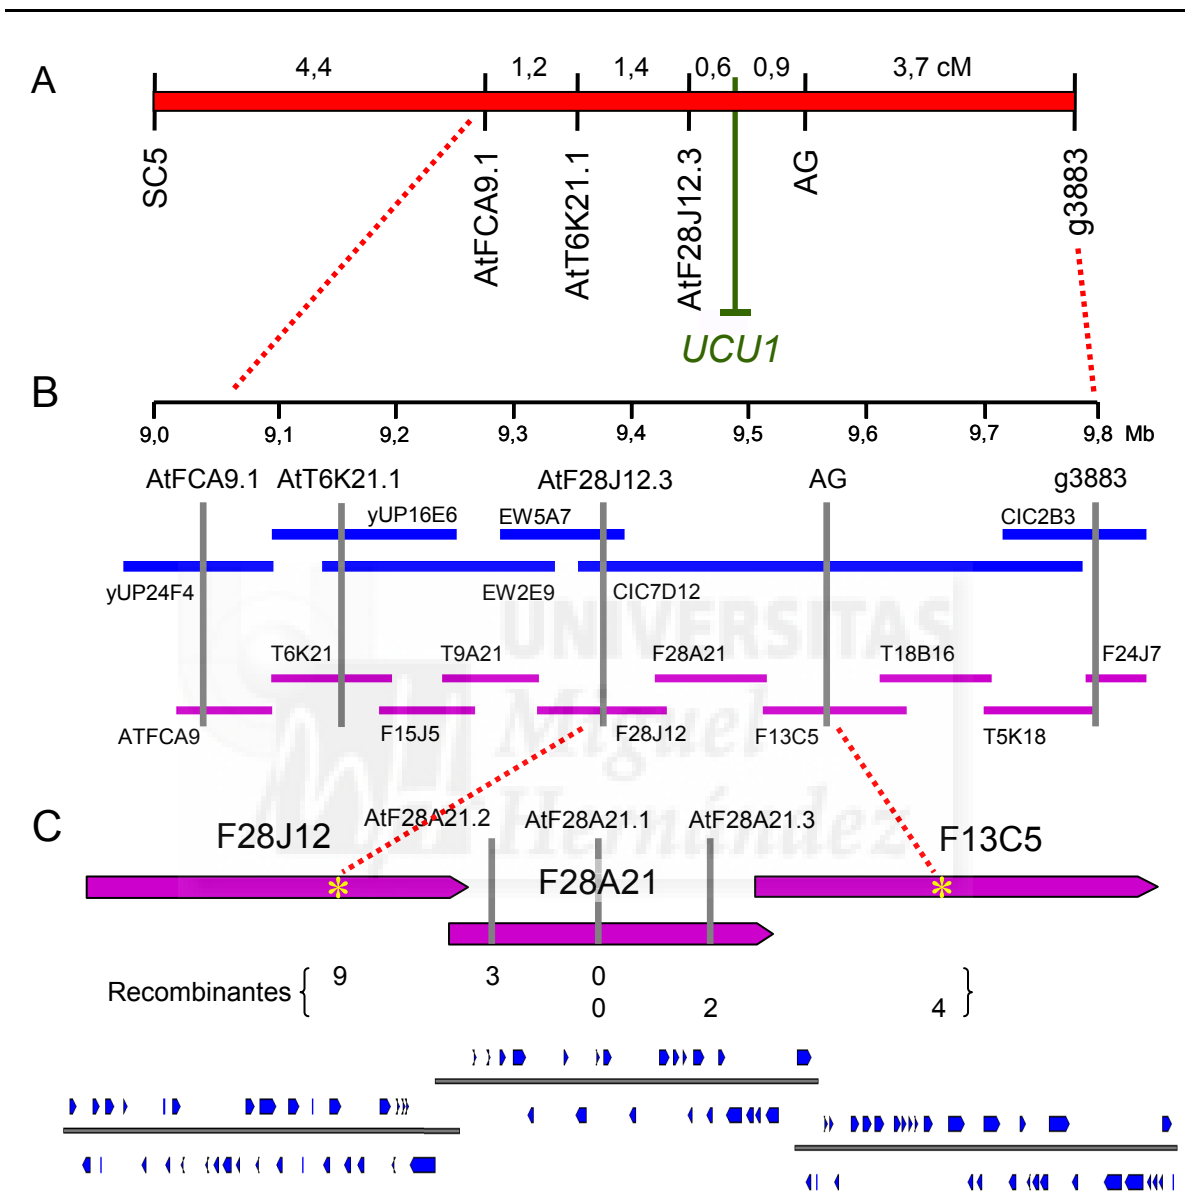 A
4,4
1,2
1,4
0,6
0,9
3,7 cM
SC5
AtFCA9.1
AtT6K21.1
AtF28J12.3
AG
g3883
UCU1
B
9,0
9,1
9,2
9,3
9,4
9,5
9,6
9,7
9,8
Mb
AtFCA9.1
AtT6K21.1
AtF28J12.3
AG
g3883
yUP16E6
EW5A7
CIC2B3
yUP24F4
EW2E9
CIC7D12
UNIVERSITAS
T6K21
T9A21
F28A21
T18B16
F24J7
ATFCA9
F15J5
F28J12
F13C5
T5K18
Miguel
Hernández
C
F28J12
AtF28A21.2
AtF28A21.1
AtF28A21.3
F13C5
F28A21
*
*
Recombinantes
9
3
0
0
2
4